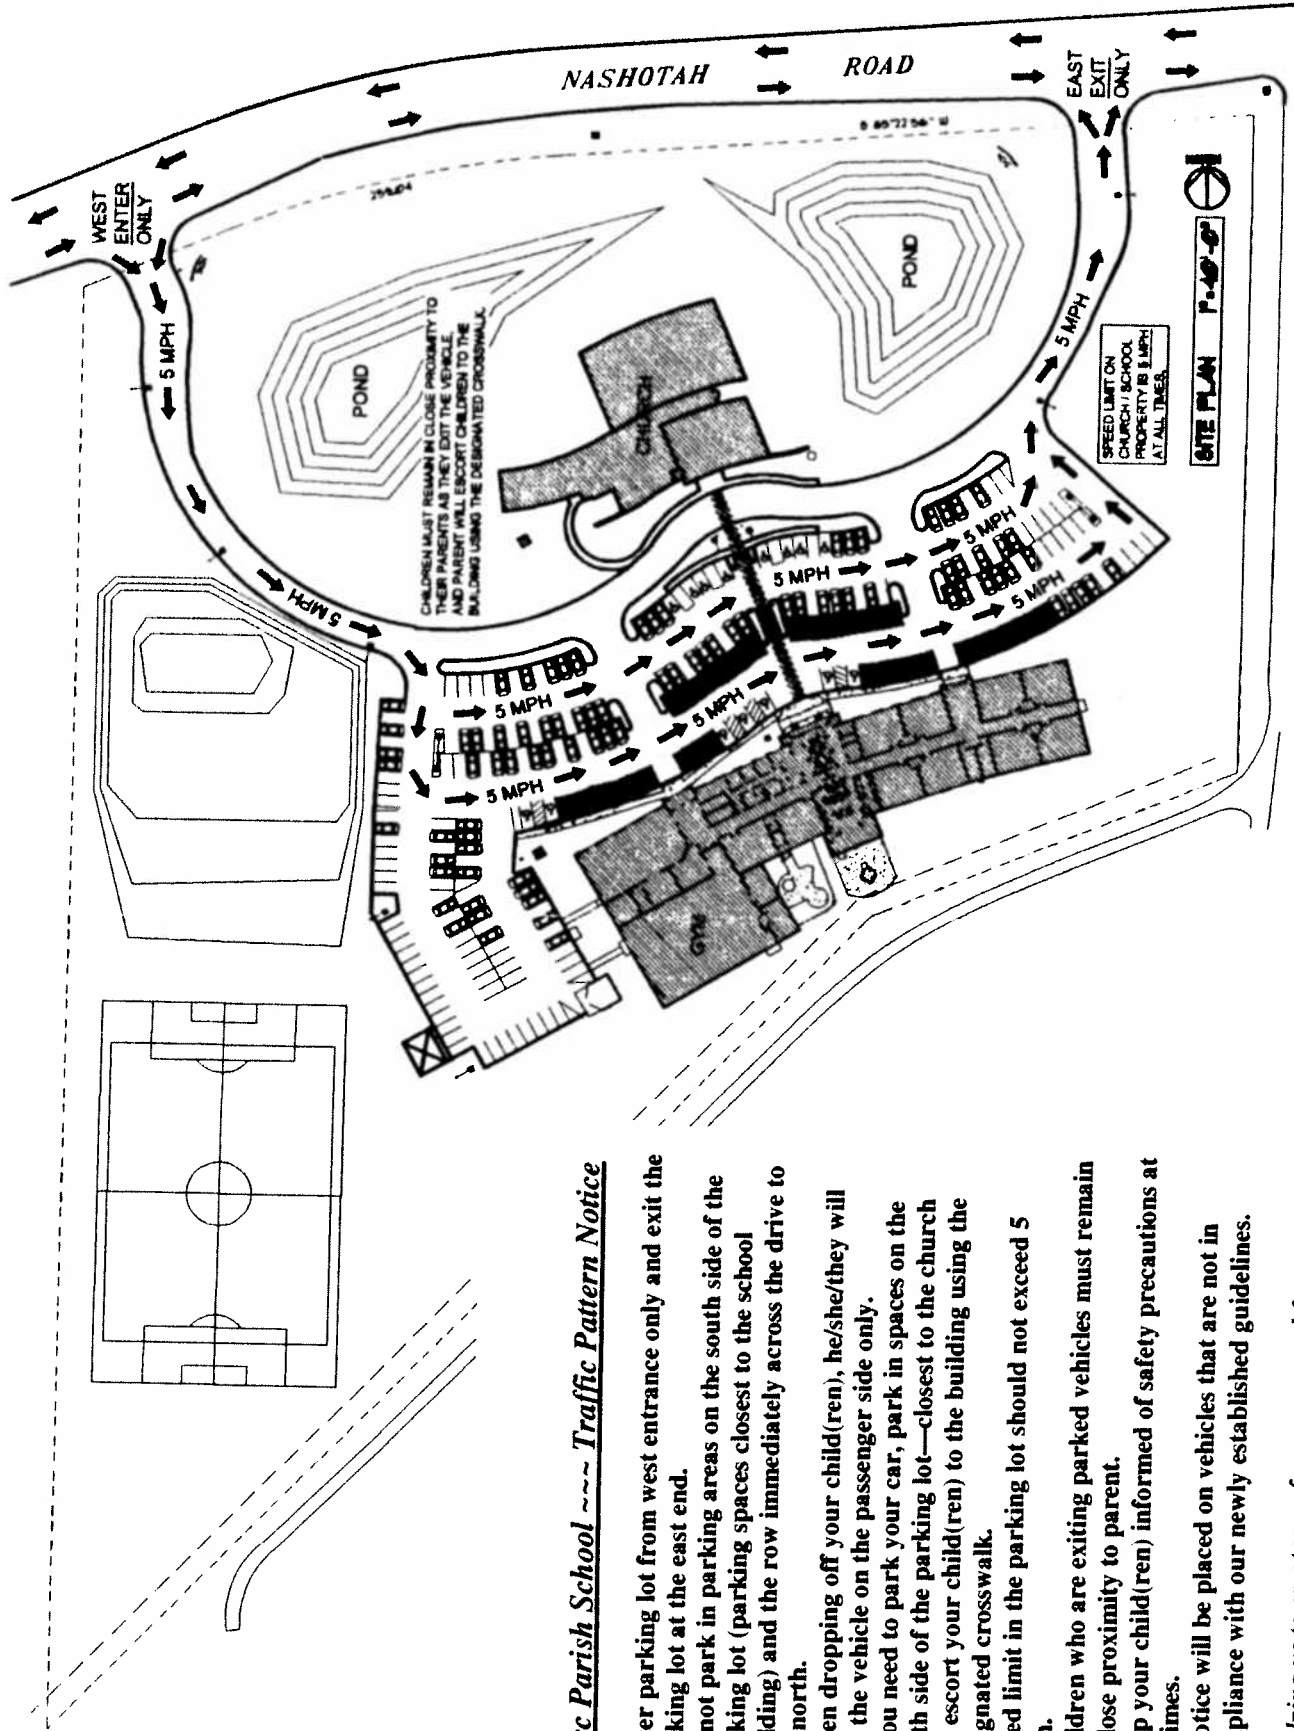 c Parish School ~~~ Traffic Pattern Notice
er parking lot from west entrance only and exit the
king lot at the east end.
not park in parking areas on the south side of the
king lot (parking spaces closest to the school
ding) and the row immediately across the drive to
north.
en dropping off your child(ren), he/she/they will
the vehicle on the passenger side only.
ou need to park your car, park in spaces on the
th side of the parking lot—closest to the church
escort your child(ren) to the building using the
gnated crosswalk.
ed limit in the parking lot should not exceed 5
dren who are exiting parked vehicles must remain
lose proximity to parent.
p your child(ren) informed of safety precautions at
imes.
otice will be placed on vehicles that are not in
pliance with our newly established guidelines.
WEST
ENTER
ONLY
NASHOTAH ROAD
EAST
EXIT
ONLY
5 MPH
POND
CHILDREN MUST REMAIN IN CLOSE PROXIMITY TO
THEIR PARENTS AS THEY EXIT THE VEHICLE,
AND PARENT WILL ESCORT CHILDREN TO THE
BUILDING USING THE DESIGNATED CROSSWALK.
CHURCH
POND
5 MPH
5 MPH
5 MPH
5 MPH
5 MPH
5 MPH
5 MPH
5 MPH
GYM
SPEED LIMIT ON
CHURCH / SCHOOL
PROPERTY IS 5 MPH
AT ALL TIMES.
SITE PLAN 1"=40'-0"